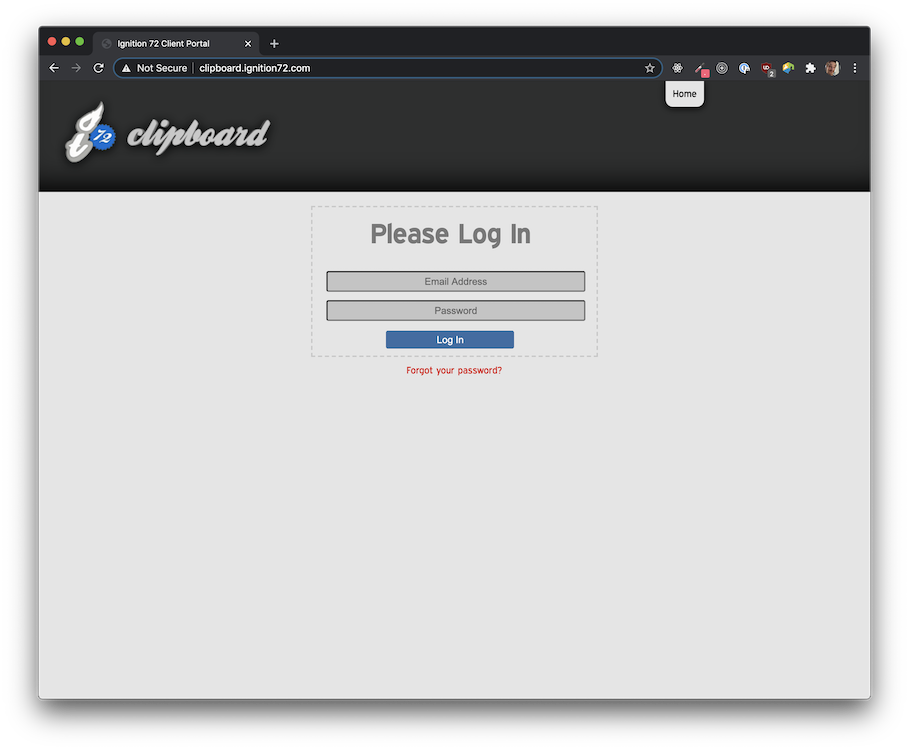 Ignition 72 Client Portal
Not Secure clipboard.ignition72.com
2
Home
i 72 clipboard
Please Log In
Email Address
Password
Log In
Forgot your password?